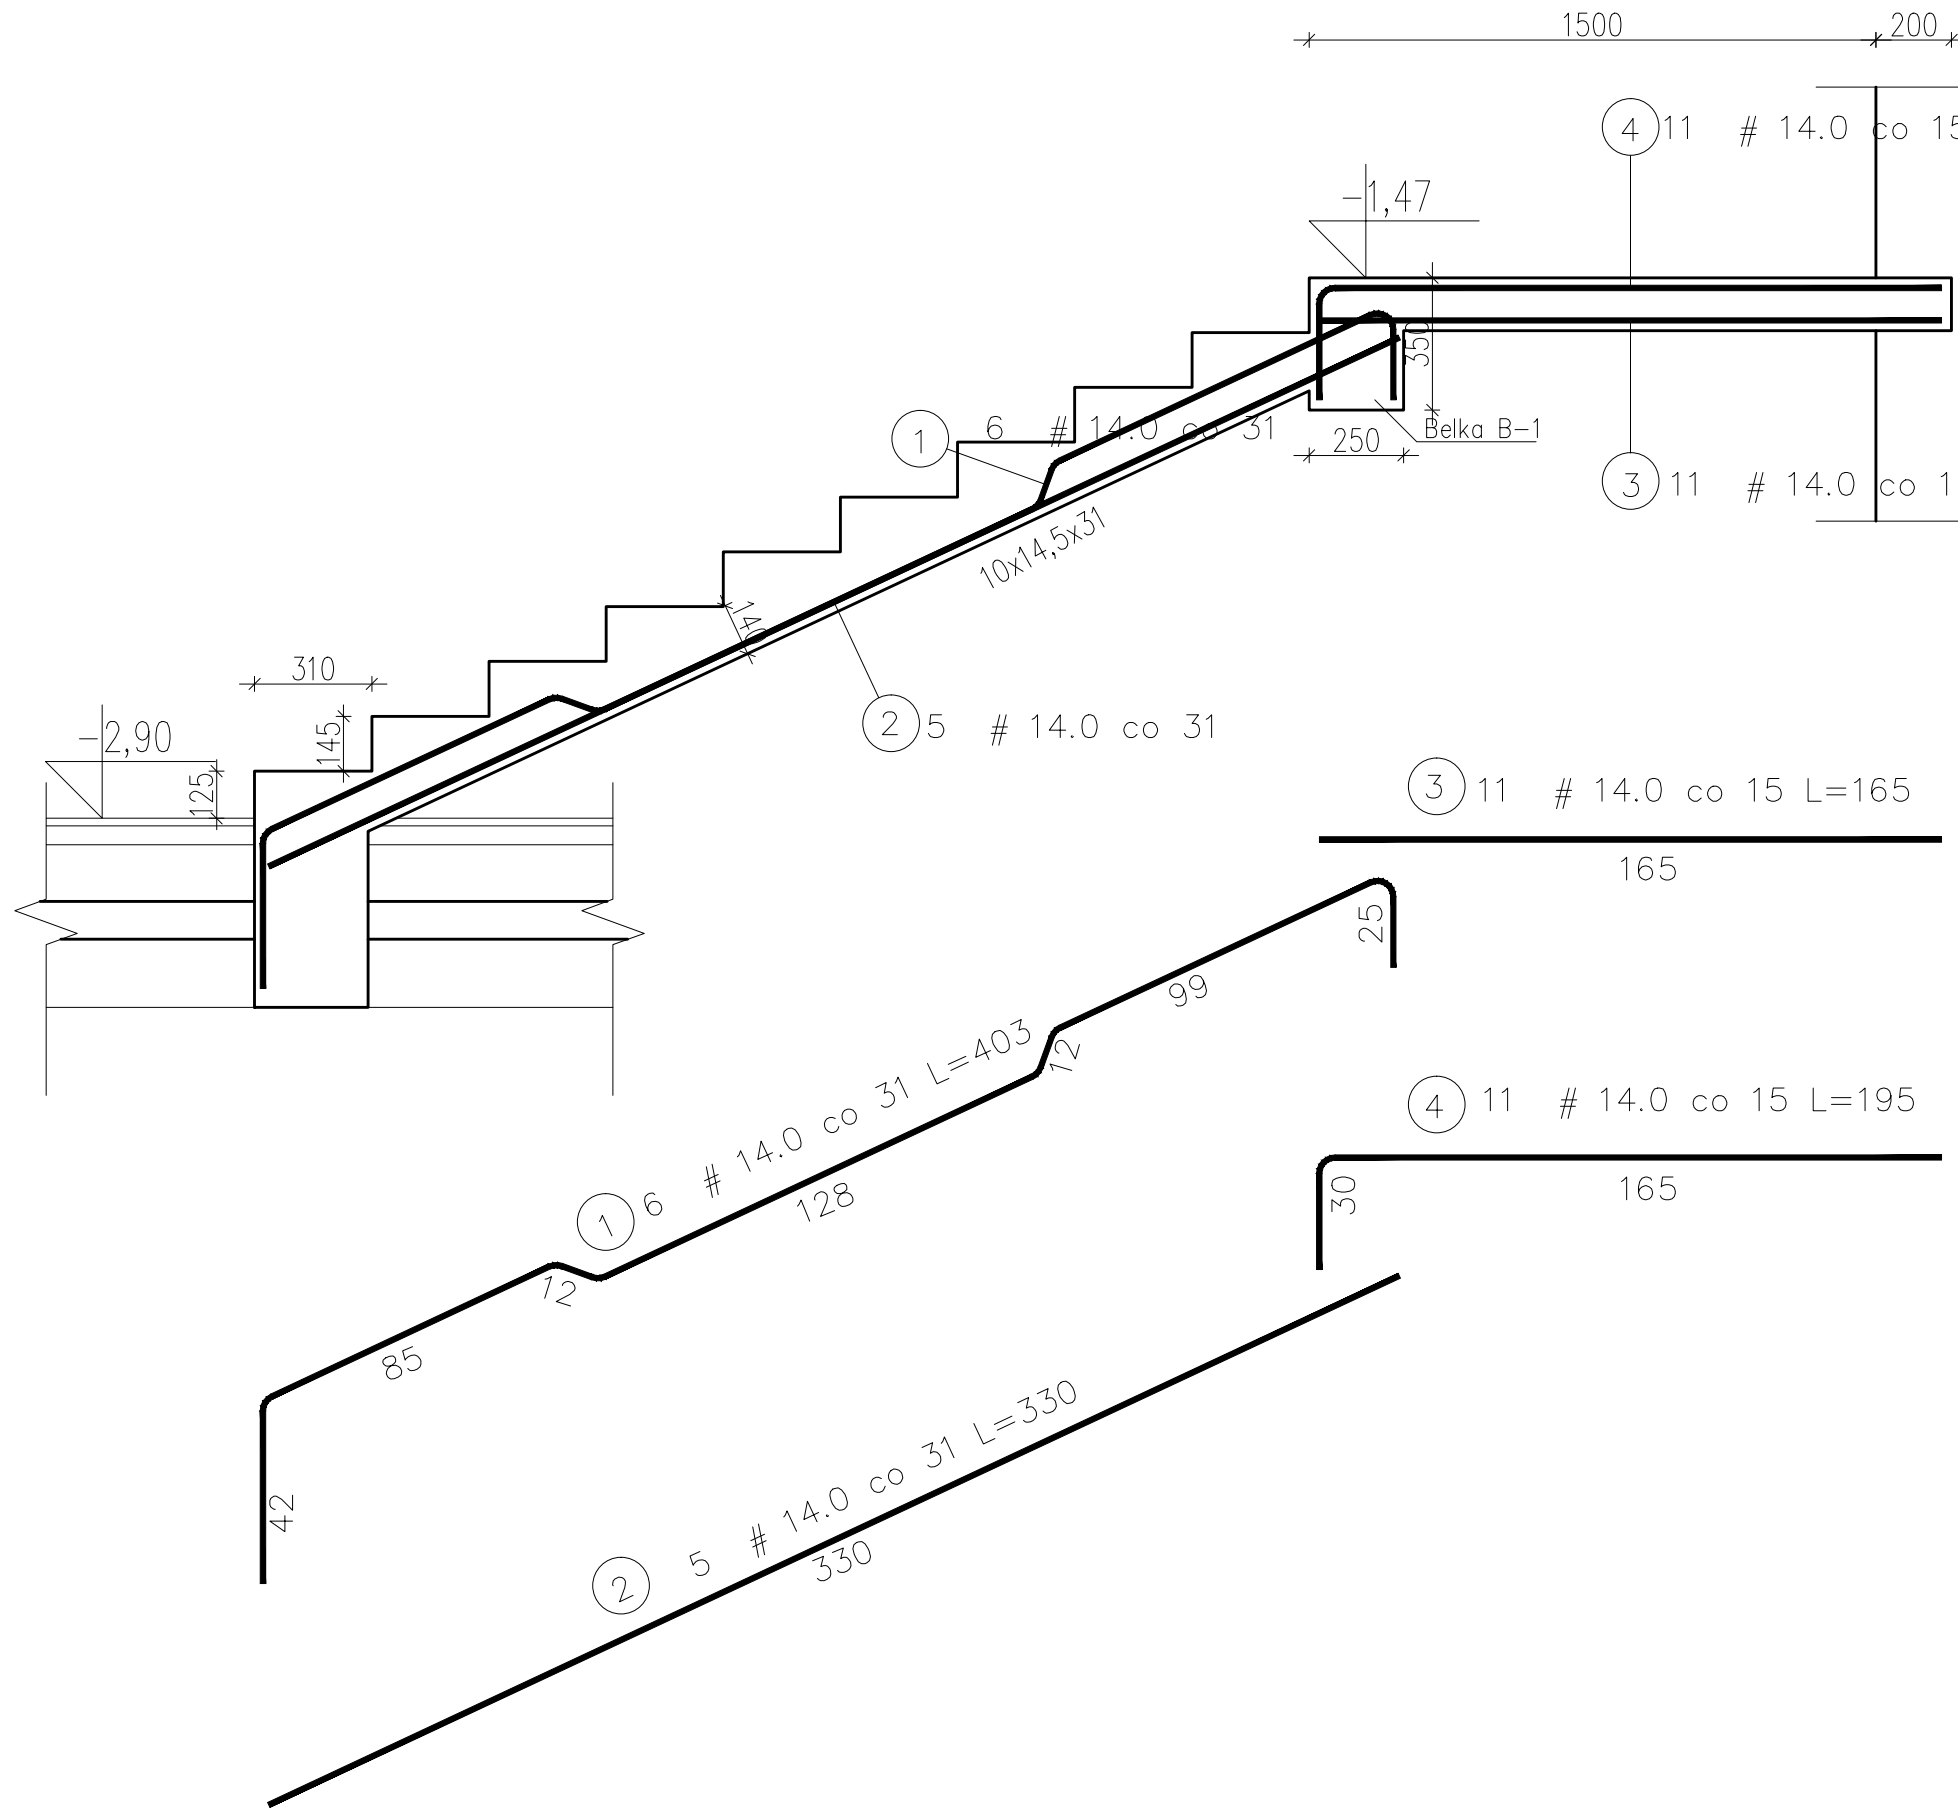 1500
200
4 11 # 14.0 co 15
-1,47
350
1 6 # 14.0 co 31
Belka B-1
250
3 11 # 14.0 co 1
10x14,5x31
140
310
2 5 # 14.0 co 31
-2,90
145
125
3 11 # 14.0 co 15 L=165
165
25
99
12
1 6 # 14.0 co 31 L=403
128
4 11 # 14.0 co 15 L=195
165
30
12
85
42
2 5 # 14.0 co 31 L=330
330